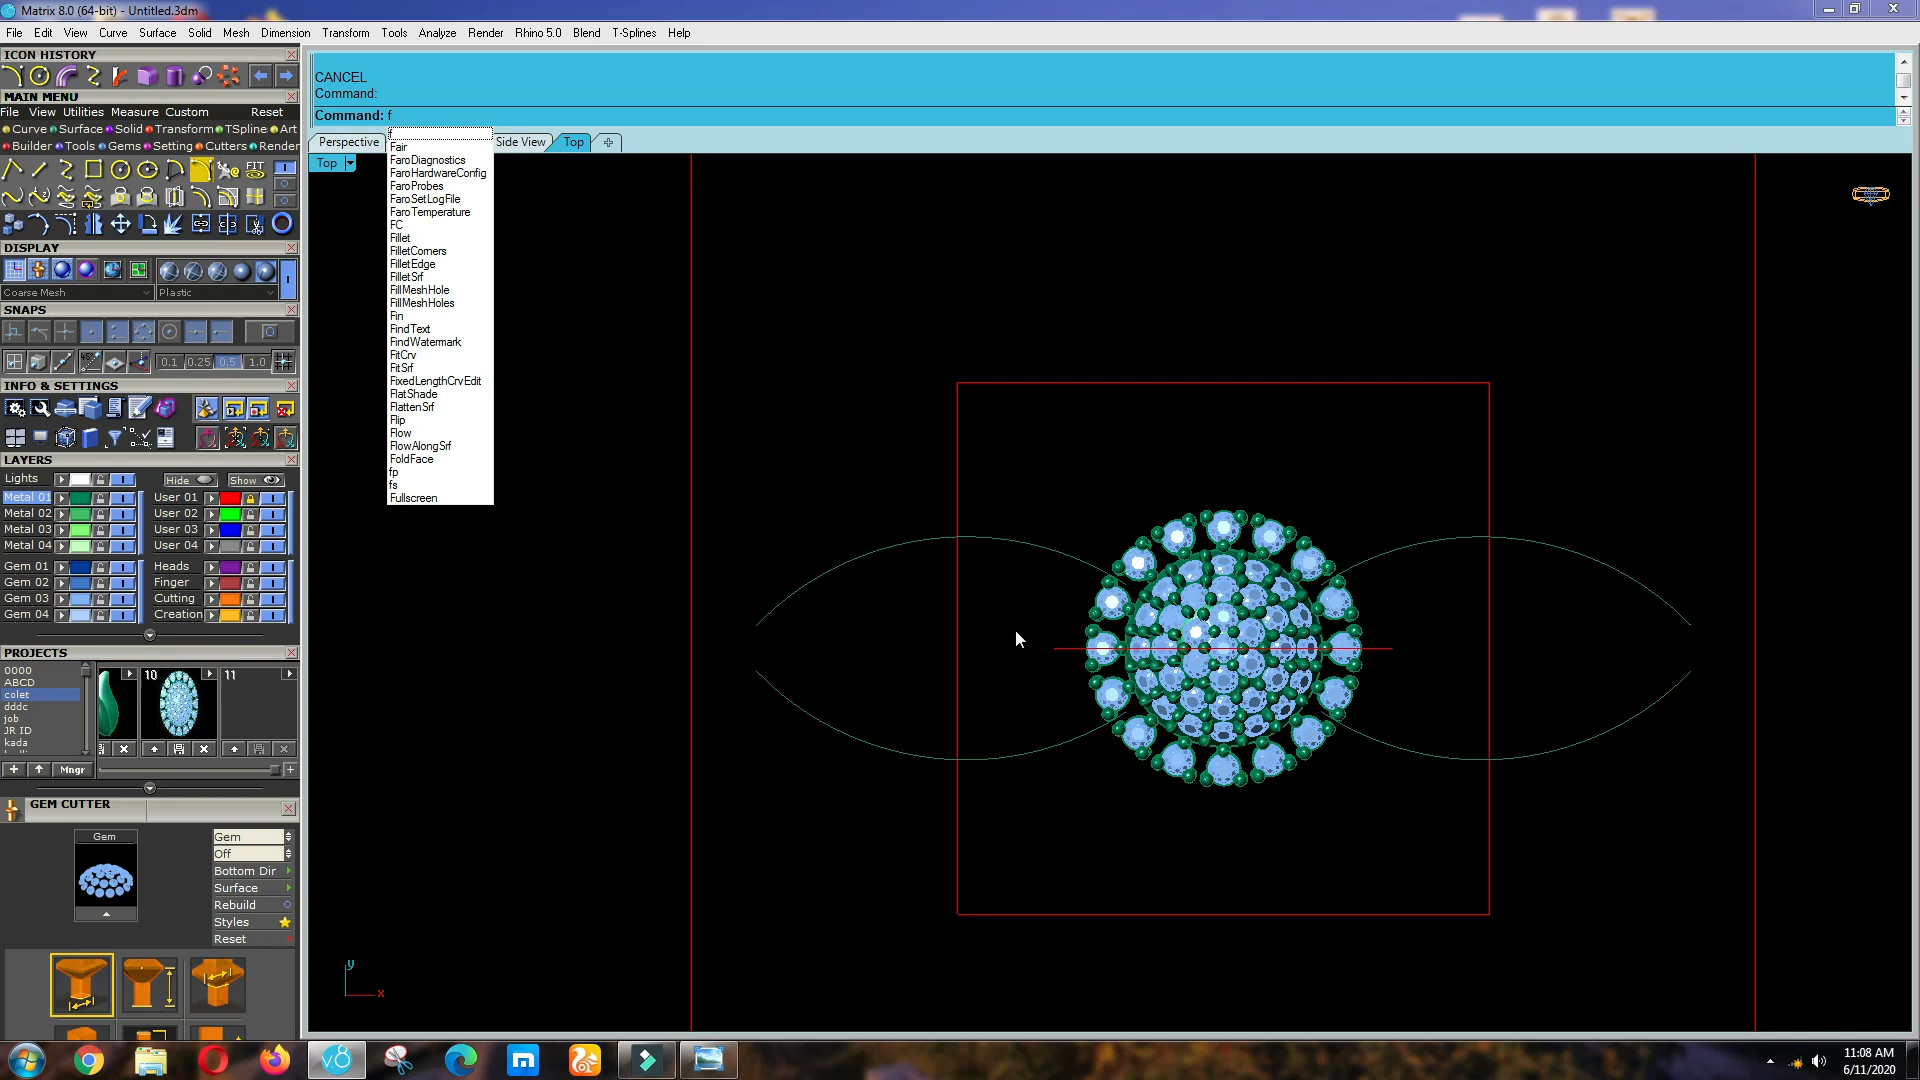 Matrix 8.0 (64-bit) - Untitled.3dm
File Edit View Curve Surface Solid Mesh Dimension Transform Tools Analyze Render Rhino 5.0 Blend T-Splines Help
ICON HISTORY
MAIN MENU
File View Utilities Measure Custom Reset
Curve Surface Solid Transform TSpline Art
Builder Tools Gems Setting Cutters Render
FIT
DISPLAY
Coarse Mesh Plastic
SNAPS
0.1 0.25 0.5 1.0
INFO & SETTINGS
LAYERS
Lights Hide Show
Metal 01 User 01
Metal 02 User 02
Metal 03 User 03
Metal 04 User 04
Gem 01 Heads
Gem 02 Finger
Gem 03 Cutting
Gem 04 Creation
PROJECTS
0000
ABCD
colet
dddc
job
JR ID
kada
10
11
Mngr
GEM CUTTER
Gem
Gem
Off
Bottom Dir
Surface
Rebuild
Styles
Reset
CANCEL
Command:
Command: f
Perspective Side View Top
Top
f
Fair
FaroDiagnostics
FaroHardwareConfig
FaroProbes
FaroSetLogFile
FaroTemperature
FC
Fillet
FilletCorners
FilletEdge
FilletSrf
FillMeshHole
FillMeshHoles
Fin
FindText
FindWatermark
FitCrv
FitSrf
FixedLengthCrvEdit
FlatShade
FlattenSrf
Flip
Flow
FlowAlongSrf
FoldFace
fp
fs
Fullscreen
y
x
v8
11:08 AM
6/11/2020